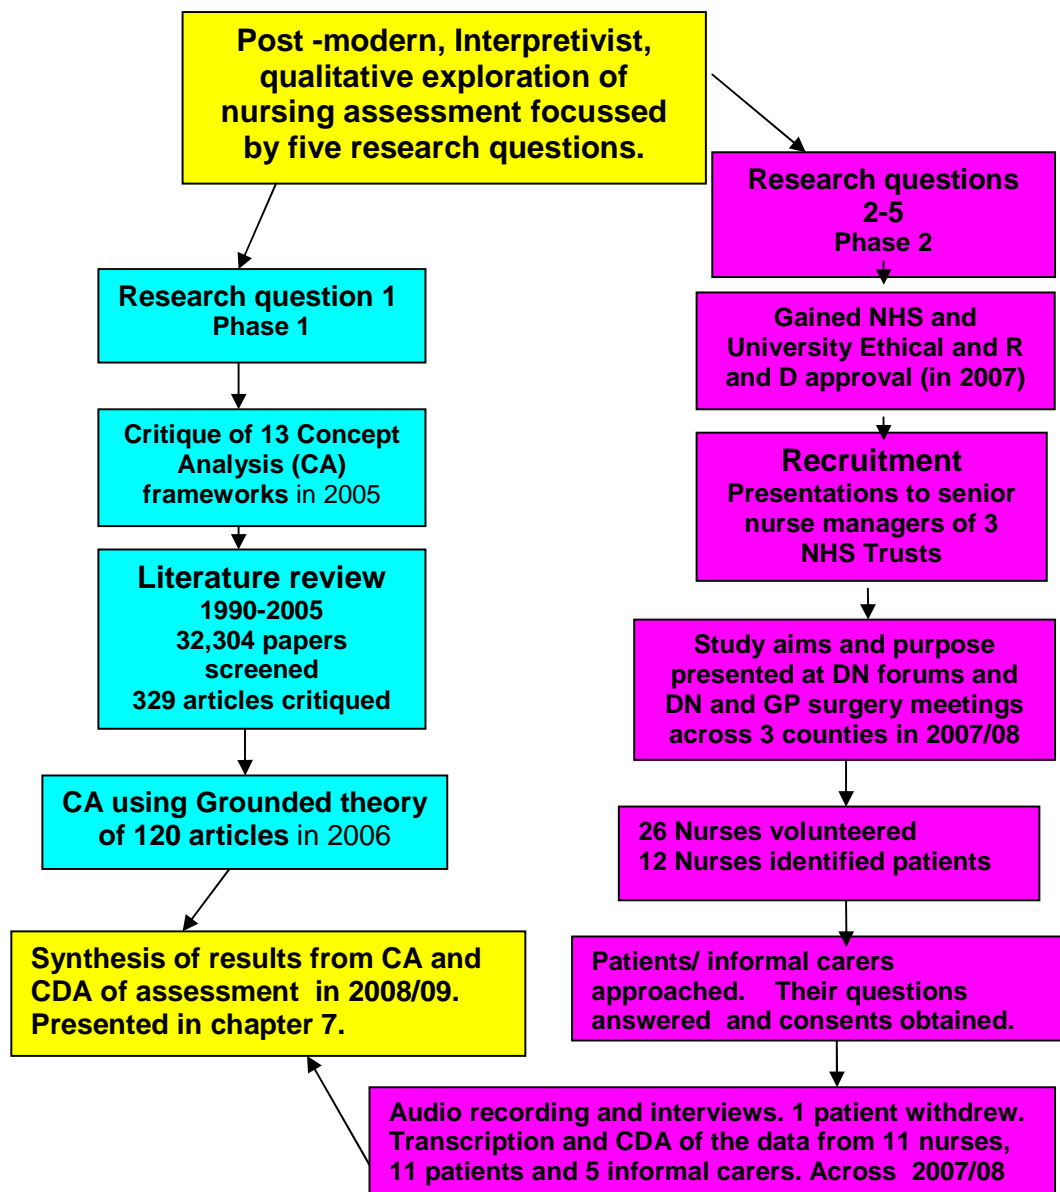 Post -modern, Interpretivist,
qualitative exploration of
nursing assessment focussed
by five research questions.
Research question 1
Phase 1
Critique of 13 Concept
Analysis (CA)
frameworks in 2005
Literature review
1990-2005
32,304 papers
screened
329 articles critiqued
CA using Grounded theory
of 120 articles in 2006
Research questions
2-5
Phase 2
Gained NHS and
University Ethical and R
and D approval (in 2007)
Recruitment
Presentations to senior
nurse managers of 3
NHS Trusts
Study aims and purpose
presented at DN forums and
DN and GP surgery meetings
across 3 counties in 2007/08
26 Nurses volunteered
12 Nurses identified patients
Patients/ informal carers
approached. Their questions
answered and consents obtained.
Audio recording and interviews. 1 patient withdrew.
Transcription and CDA of the data from 11 nurses,
11 patients and 5 informal carers. Across 2007/08
Synthesis of results from CA and
CDA of assessment in 2008/09.
Presented in chapter 7.